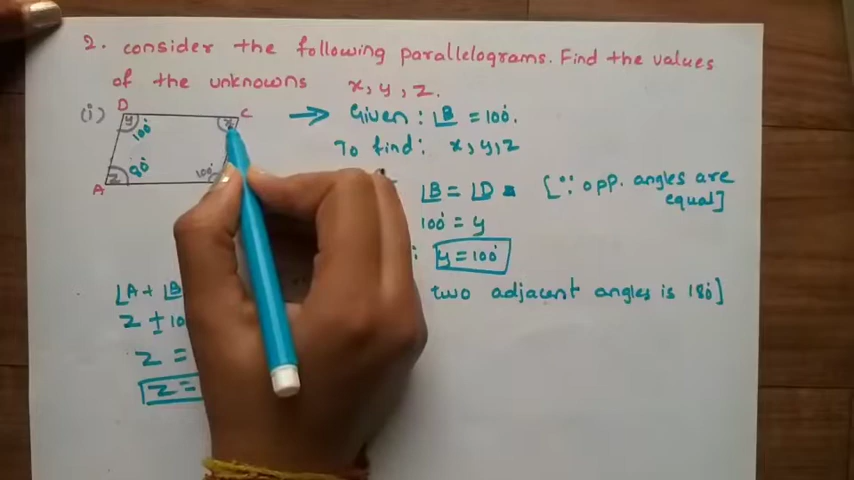 2. consider the following parallelograms. Find the values
of the unknowns x, y, z.
(i) D C → Given : ∠B = 100°.
y 100° x
To find : x, y, z
z 100°
A
∠B = ∠D [∵ opp. angles are
equal]
100° = y
y = 100°
∠A + ∠B two adjacent angles is 180]
z + 10
z =
z =